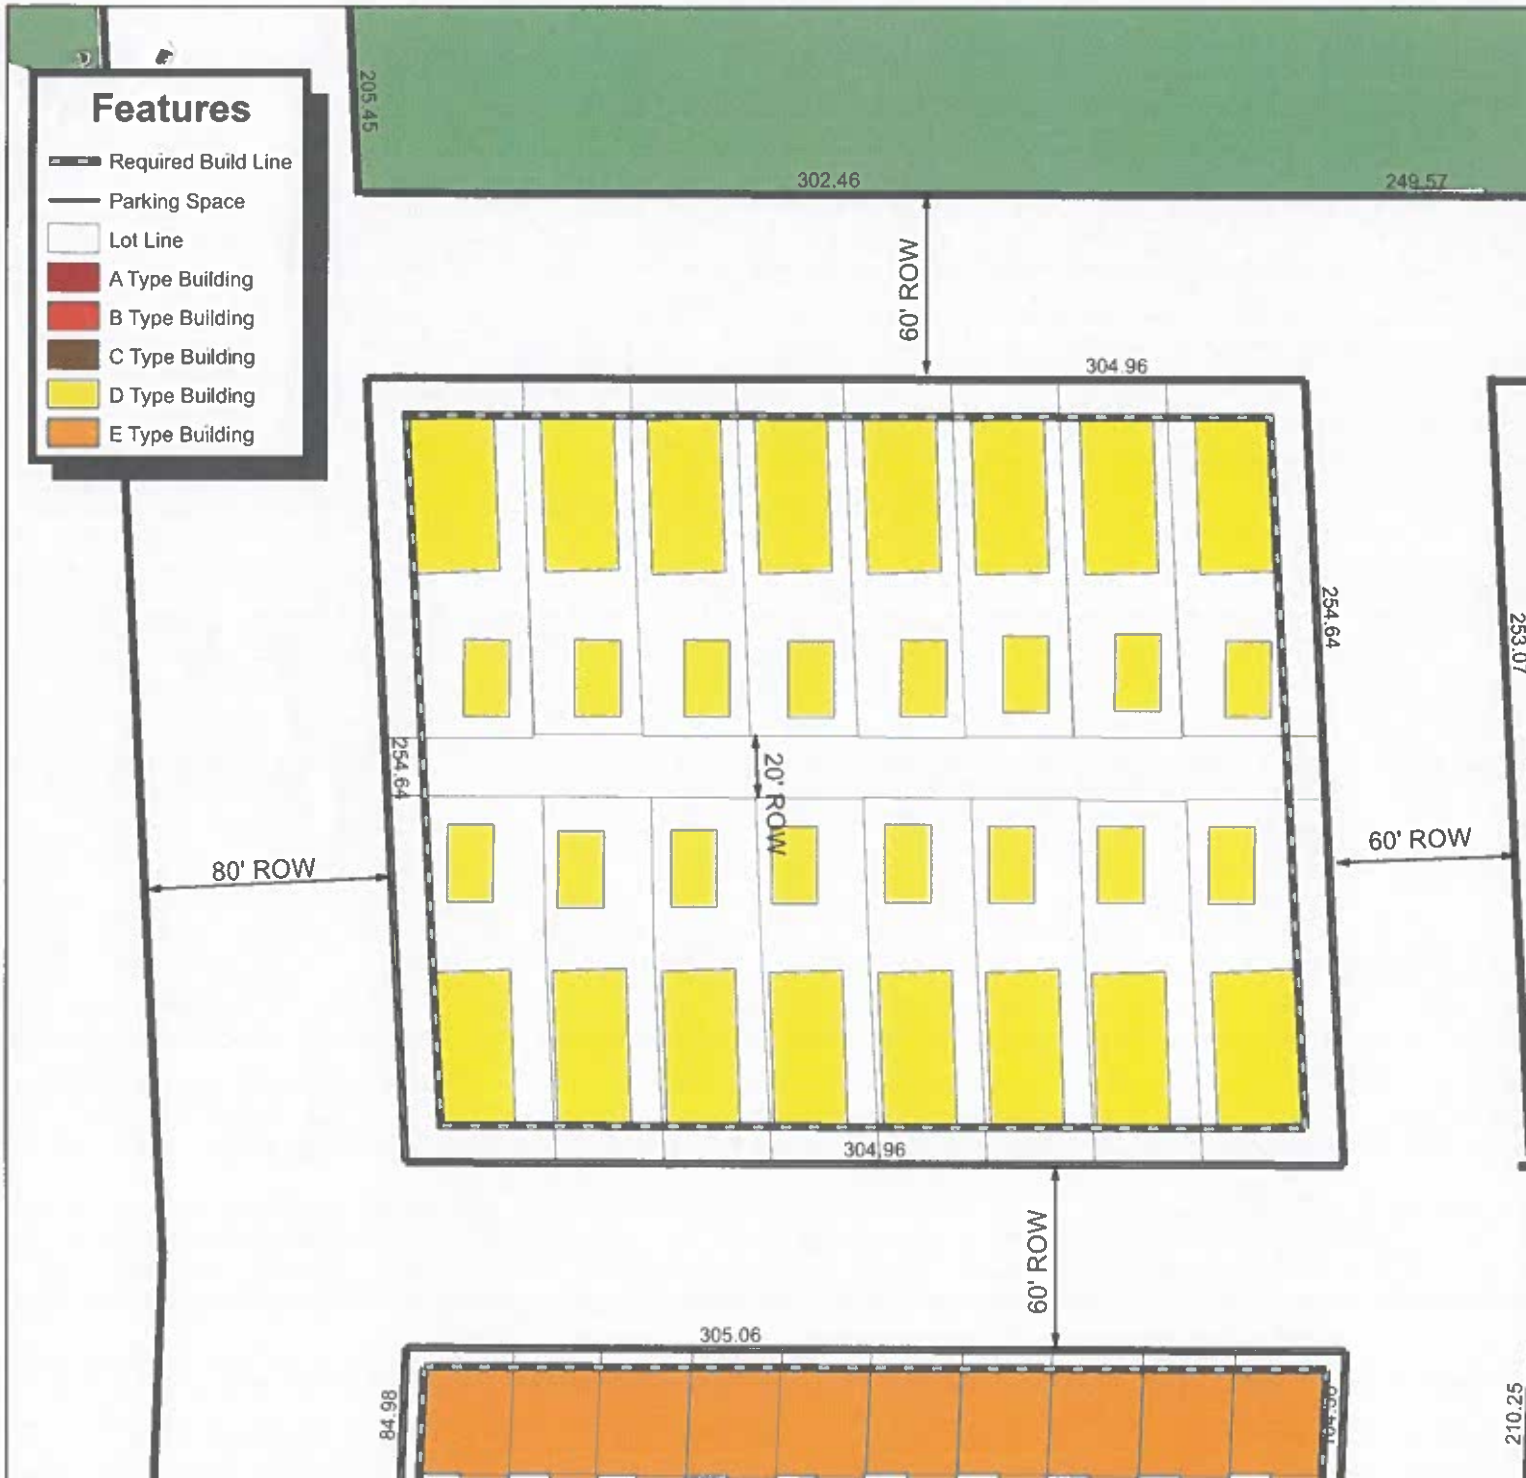 Features
Required Build Line
Parking Space
Lot Line
A Type Building
B Type Building
C Type Building
D Type Building
E Type Building
205.45
302.46
249.57
60' ROW
304.96
254.64
253.07
254.64
20' ROW
80' ROW
60' ROW
304.96
60' ROW
305.06
84.98
210.25